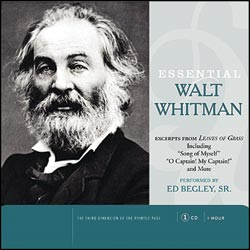 ESSENTIAL
WALT
WHITMAN
EXCERPTS FROM LEAVES OF GRASS
Including
"Song of Myself"
"O Captain! My Captain!"
and More
PERFORMED BY
ED BEGLEY, SR.
THE THIRD DIMENSION OF THE PRINTED PAGE
1 CD
1 HOUR